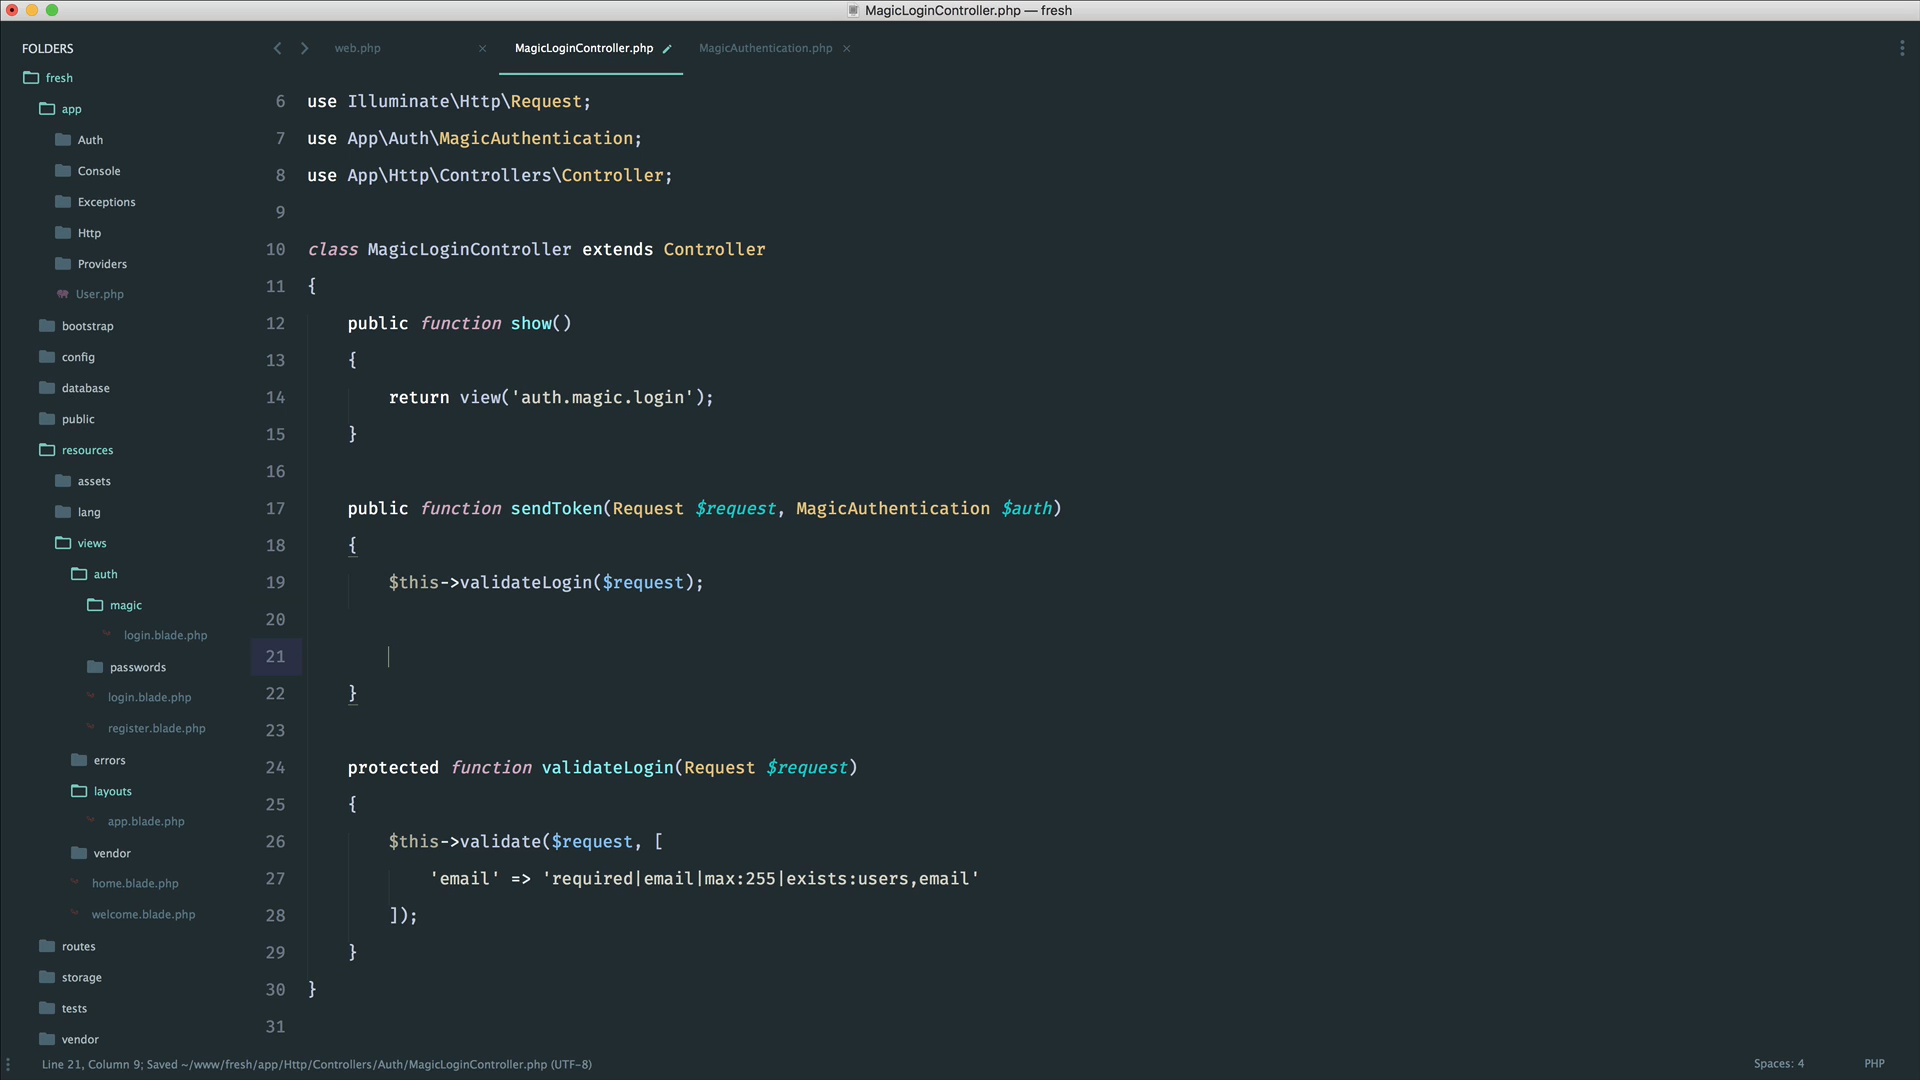 MagicLoginController.php — fresh
FOLDERS
fresh
app
Auth
Console
Exceptions
Http
Providers
User.php
bootstrap
config
database
public
resources
assets
lang
views
auth
magic
login.blade.php
passwords
login.blade.php
register.blade.php
errors
layouts
app.blade.php
vendor
home.blade.php
welcome.blade.php
routes
storage
tests
vendor
web.php × MagicLoginController.php MagicAuthentication.php ×
6 use Illuminate\Http\Request;
7 use App\Auth\MagicAuthentication;
8 use App\Http\Controllers\Controller;
9
10 class MagicLoginController extends Controller
11 {
12 public function show()
13 {
14 return view('auth.magic.login');
15 }
16
17 public function sendToken(Request $request, MagicAuthentication $auth)
18 {
19 $this->validateLogin($request);
20
21
22 }
23
24 protected function validateLogin(Request $request)
25 {
26 $this->validate($request, [
27 'email' => 'required|email|max:255|exists:users,email'
28 ]);
29 }
30 }
31
Line 21, Column 9; Saved ~/www/fresh/app/Http/Controllers/Auth/MagicLoginController.php (UTF-8)
Spaces: 4 PHP